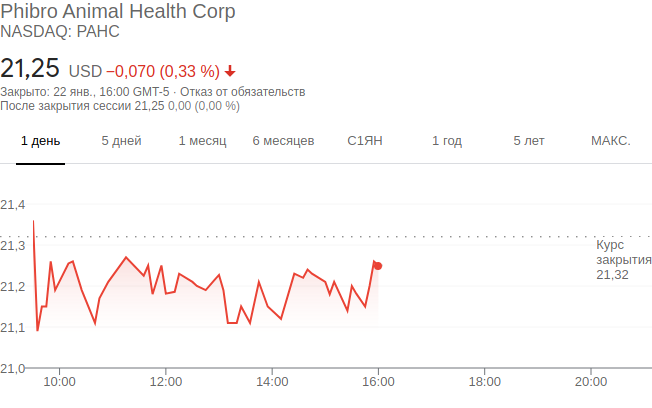 Phibro Animal Health Corp
NASDAQ: PAHC
21,25 USD −0,070 (0,33 %)
Закрыто: 22 янв., 16:00 GMT-5 · Отказ от обязательств
После закрытия сессии 21,25 0,00 (0,00 %)
1 день 5 дней 1 месяц 6 месяцев С1ЯН 1 год 5 лет МАКС.
21,4
21,3
Курс
закрытия
21,32
21,2
21,1
21,0
10:00 12:00 14:00 16:00 18:00 20:00